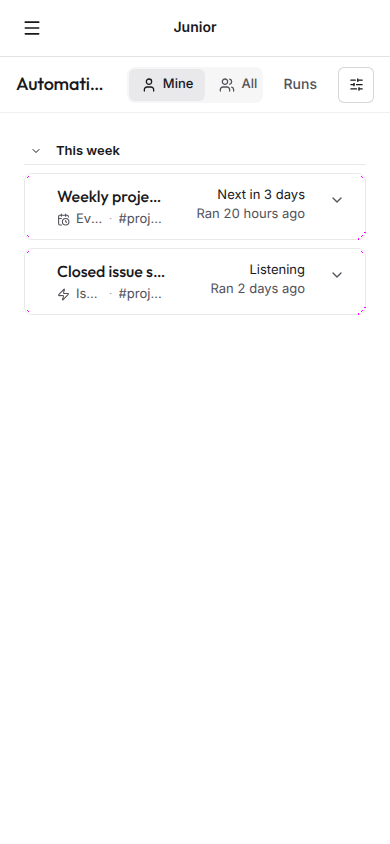 Junior
Automati...
Mine
All
Runs
This week
Weekly proje...
Next in 3 days
Ev... · #proj...
Ran 20 hours ago
Closed issue s...
Listening
Is... · #proj...
Ran 2 days ago